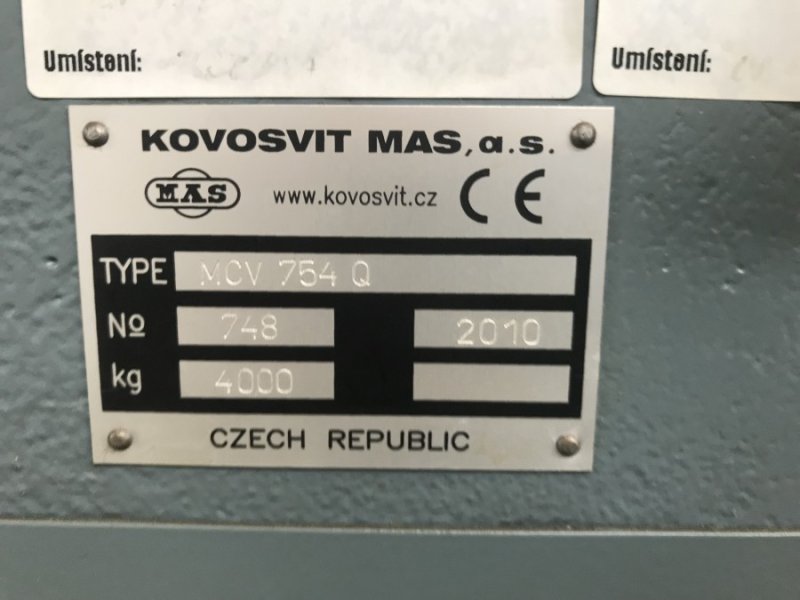 Umístění:
Umístění:
KOVOSVIT MAS, a.s.
MAS
www.kovosvit.cz CE
TYPE MCV 754 Q
Nº 748 2010
kg 4000
CZECH REPUBLIC